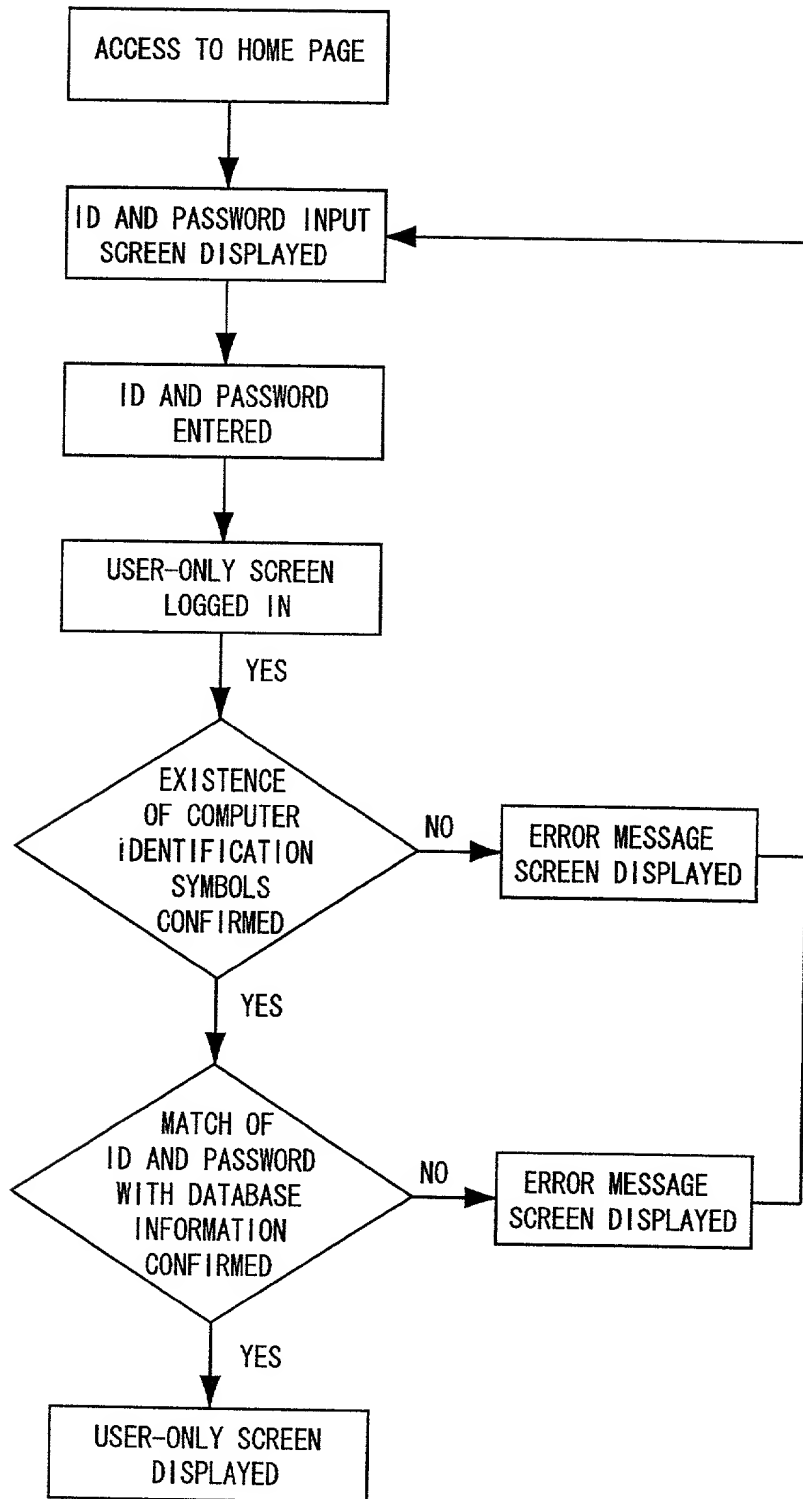 ACCESS TO HOME PAGE
ID AND PASSWORD INPUT
SCREEN DISPLAYED
ID AND PASSWORD
ENTERED
USER-ONLY SCREEN
LOGGED IN
YES
EXISTENCE
OF COMPUTER
iDENTIFICATION
SYMBOLS
CONFIRMED
NO
ERROR MESSAGE
SCREEN DISPLAYED
YES
MATCH OF
ID AND PASSWORD
WITH DATABASE
INFORMATION
CONFIRMED
NO
ERROR MESSAGE
SCREEN DISPLAYED
YES
USER-ONLY SCREEN
DISPLAYED